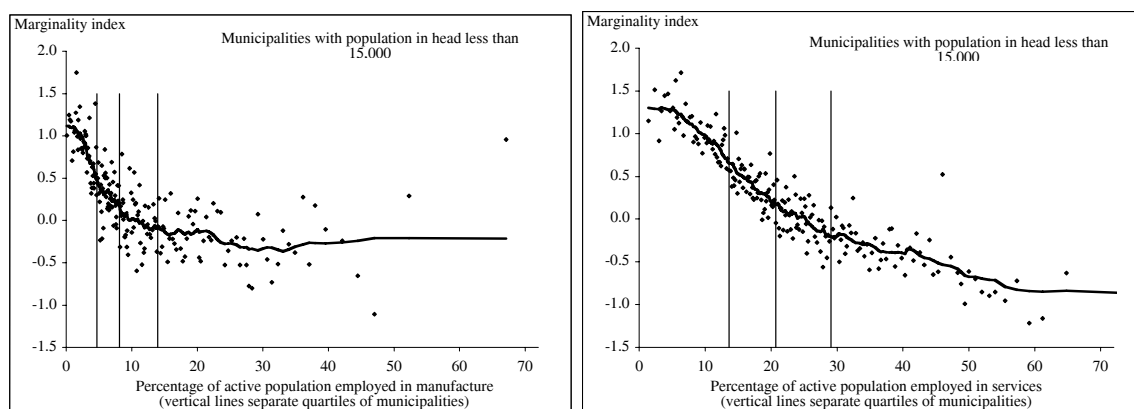 Marginality index
Municipalities with population in head less than
15.000
2.0
1.5
1.0
0.5
0.0
-0.5
-1.0
-1.5
0 10 20 30 40 50 60 70
Percentage of active population employed in manufacture
(vertical lines separate quartiles of municipalities)
Marginality index
Municipalities with population in head less than
15.000
2.0
1.5
1.0
0.5
0.0
-0.5
-1.0
-1.5
0 10 20 30 40 50 60 70
Percentage of active population employed in services
(vertical lines separate quartiles of municipalities)